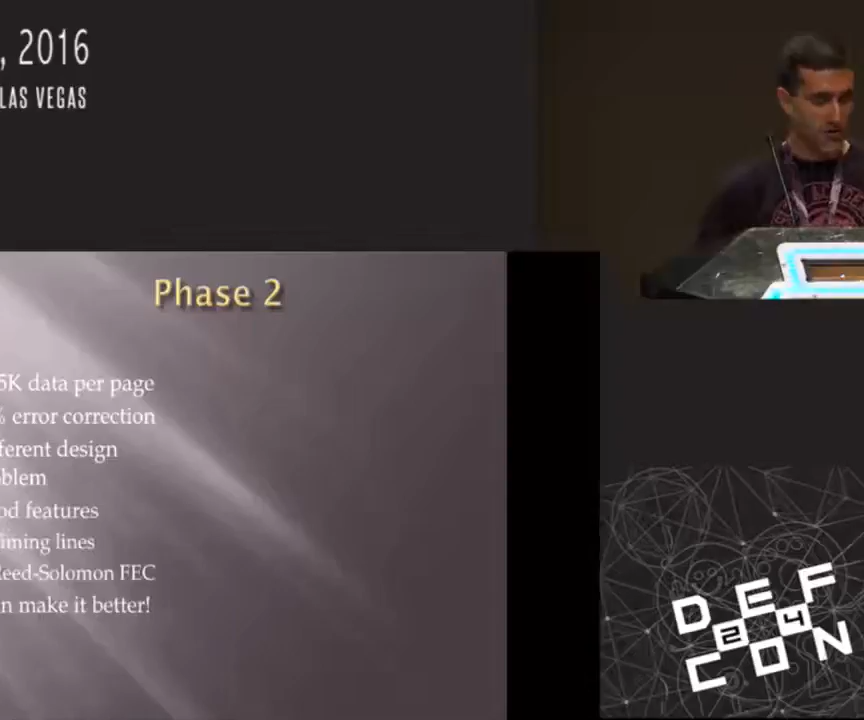 , 2016
LAS VEGAS
Phase 2
5K data per page
% error correction
ferent design
blem
od features
iming lines
Reed-Solomon FEC
n make it better!
DEF
24
CON